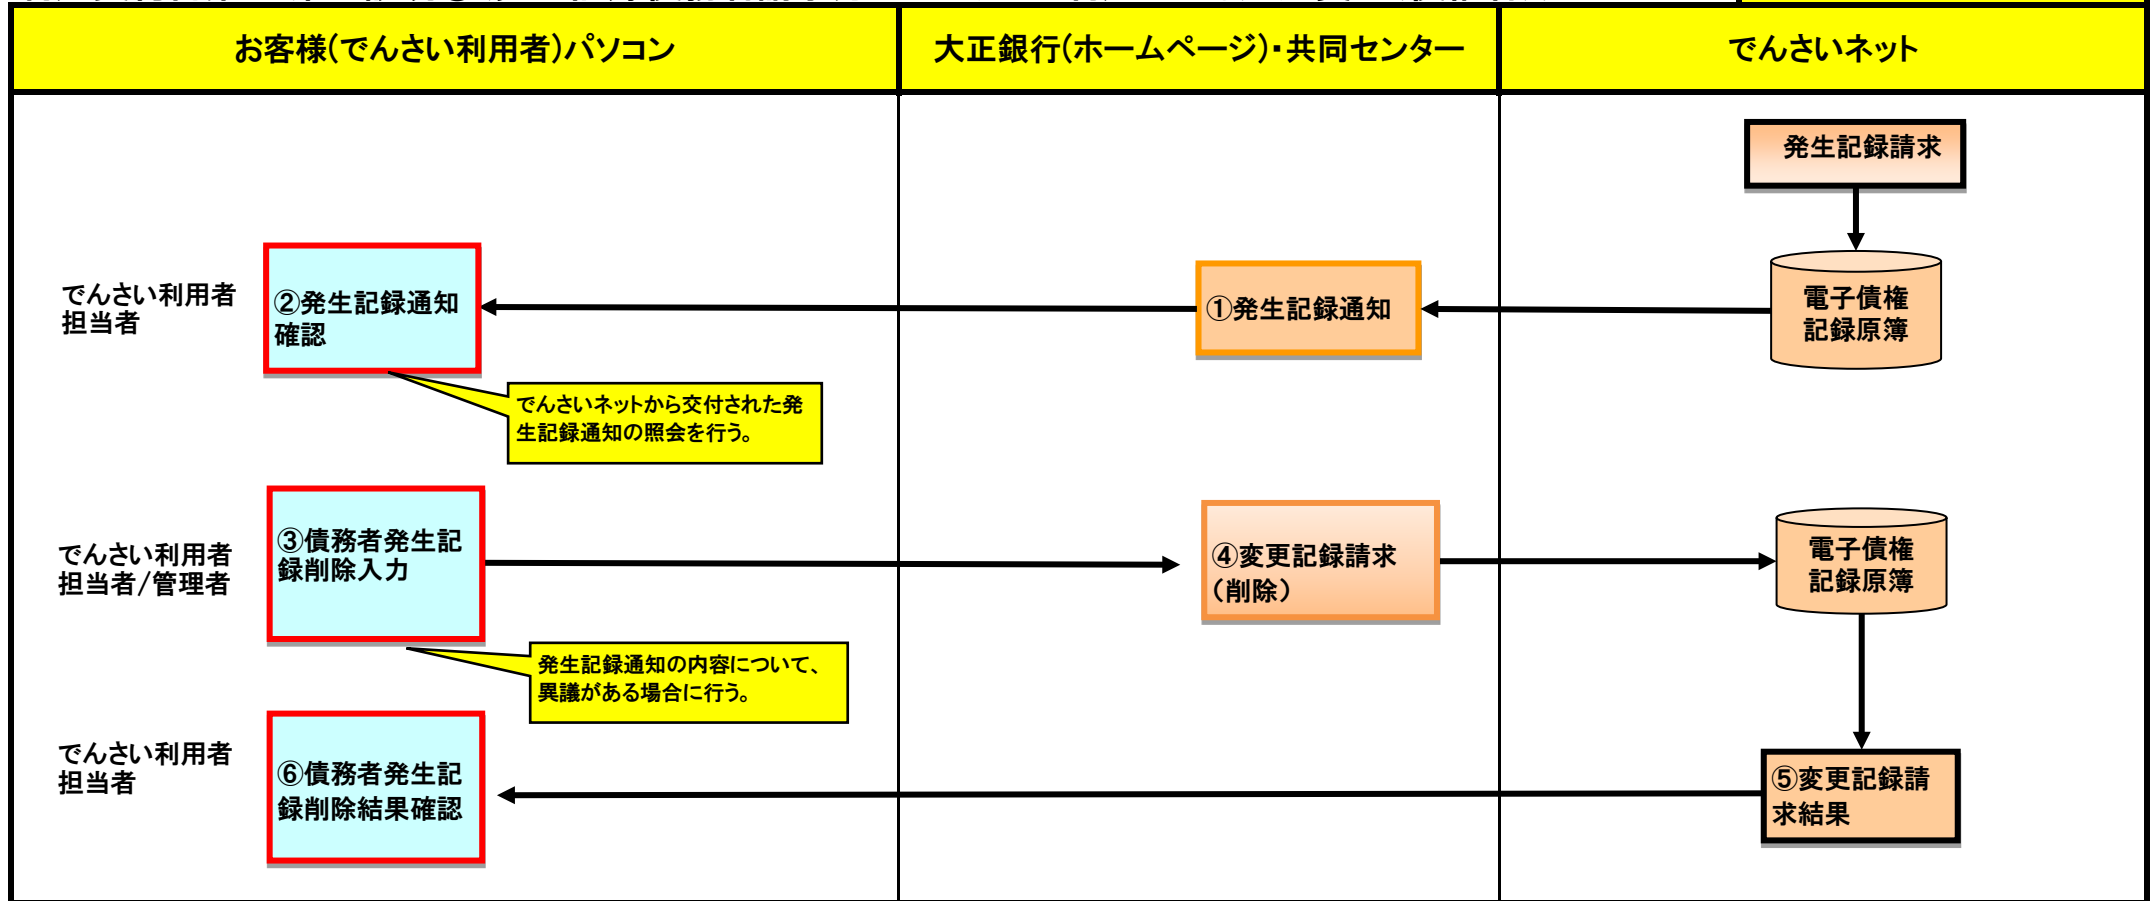 お客様(でんさい利用者)パソコン
大正銀行(ホームページ)・共同センター
でんさいネット
発生記録請求
でんさい利用者
担当者
②発生記録通知
確認
①発生記録通知
電子債権
記録原簿
でんさいネットから交付された発
生記録通知の照会を行う。
でんさい利用者
担当者/管理者
③債務者発生記
録削除入力
④変更記録請求
(削除)
電子債権
記録原簿
発生記録通知の内容について、
異議がある場合に行う。
でんさい利用者
担当者
⑥債務者発生記
録削除結果確認
⑤変更記録請
求結果